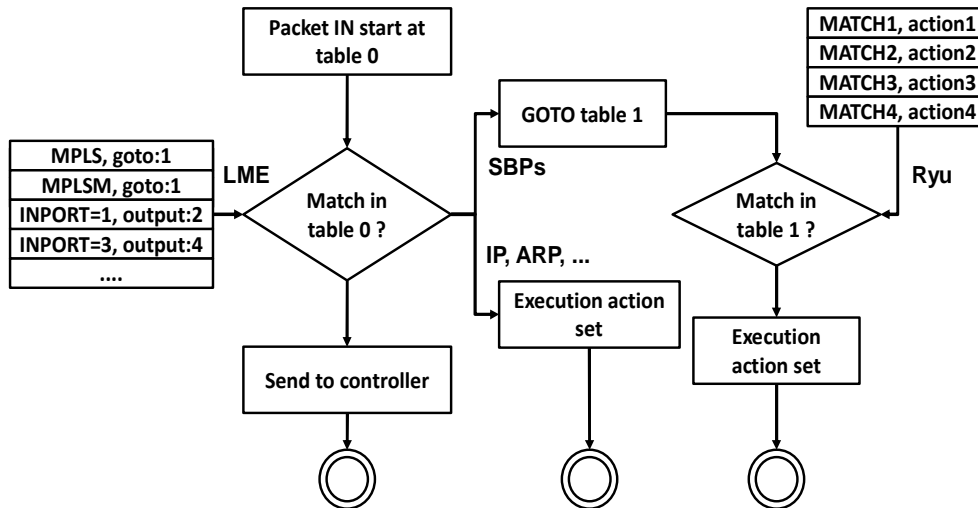 Packet IN start at
table 0
MPLS, goto:1
MPLSM, goto:1
INPORT=1, output:2
INPORT=3, output:4
....
LME
Match in
table 0 ?
Send to controller
GOTO table 1
SBPs
IP, ARP, ...
Execution action
set
MATCH1, action1
MATCH2, action2
MATCH3, action3
MATCH4, action4
Ryu
Match in
table 1 ?
Execution
action set